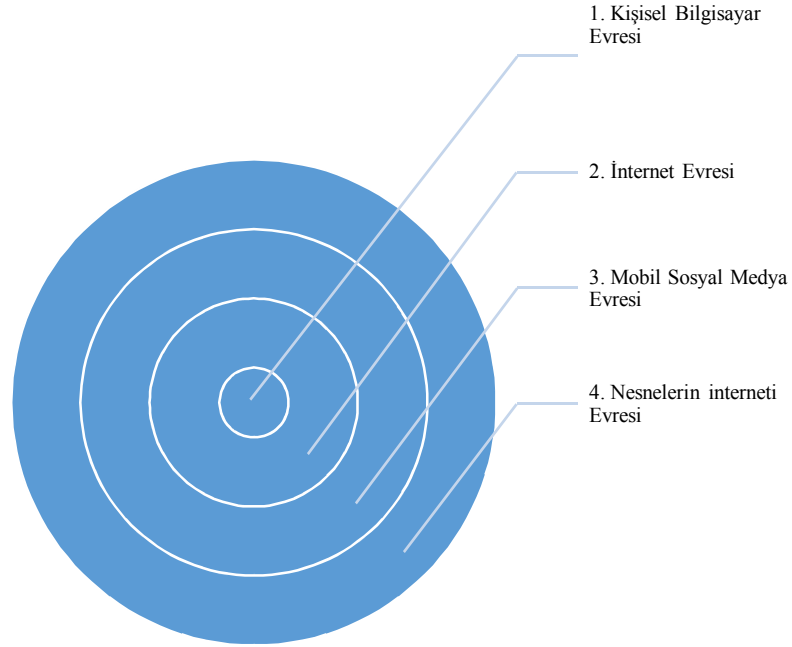 1. Kişisel Bilgisayar
Evresi
2. İnternet Evresi
3. Mobil Sosyal Medya
Evresi
4. Nesnelerin interneti
Evresi